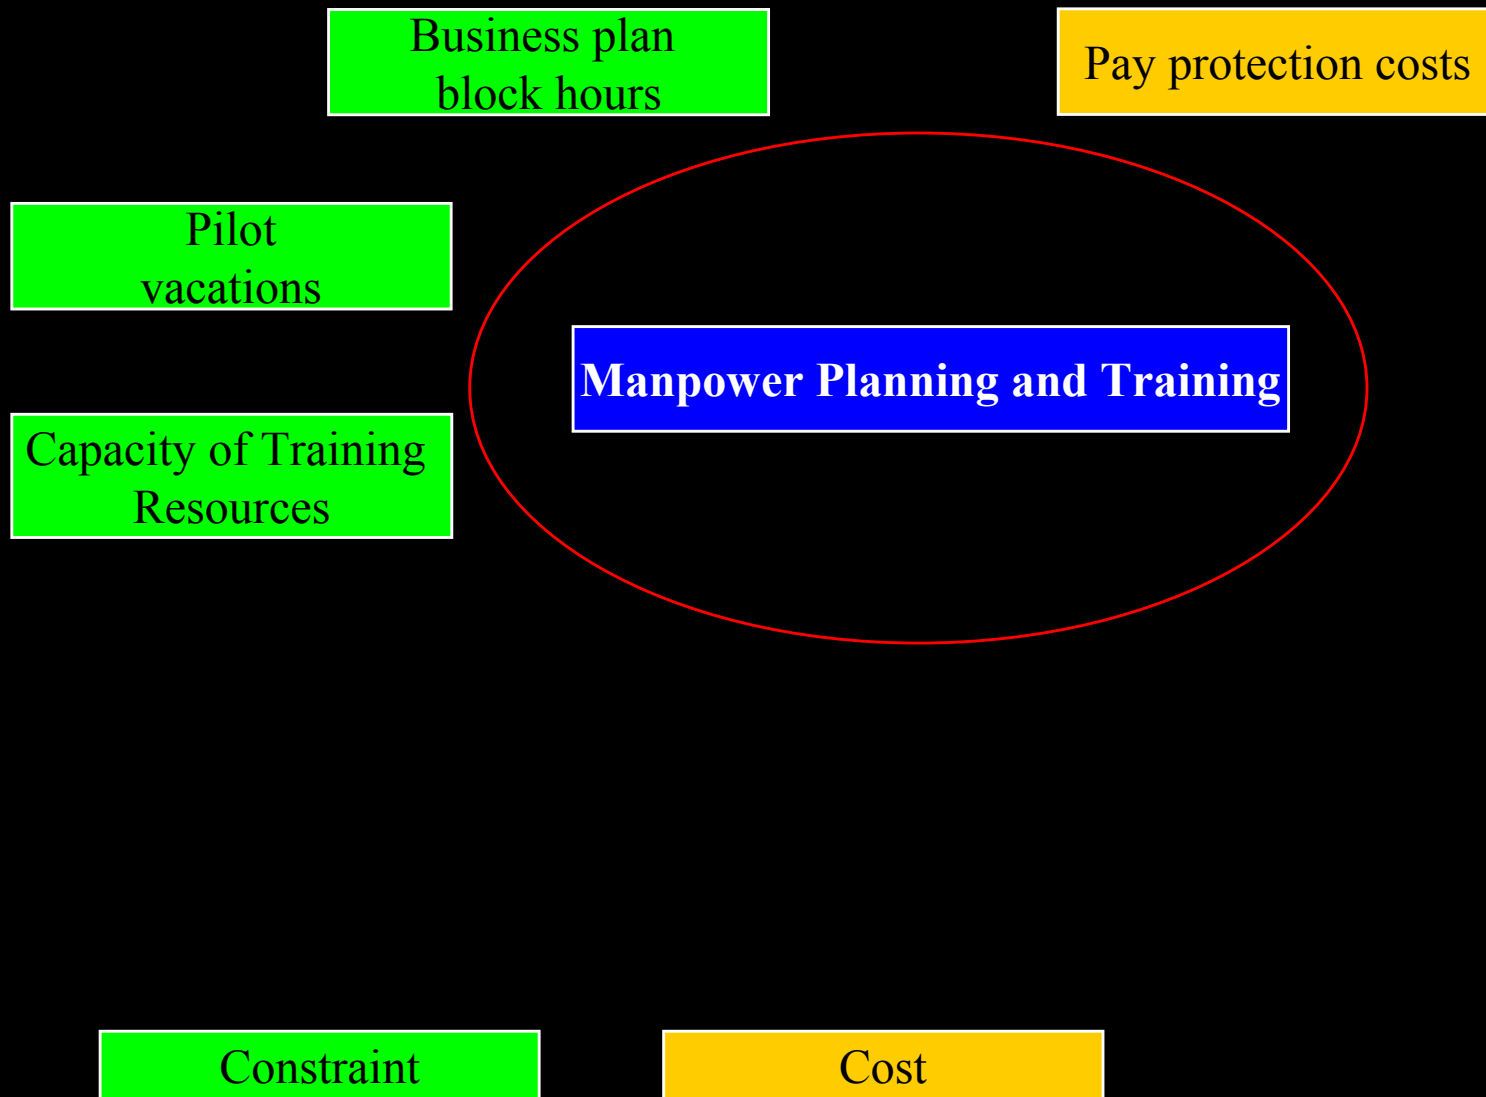 Business plan
block hours
Pay protection costs
Pilot
vacations
Manpower Planning and Training
Capacity of Training
Resources
Constraint
Cost